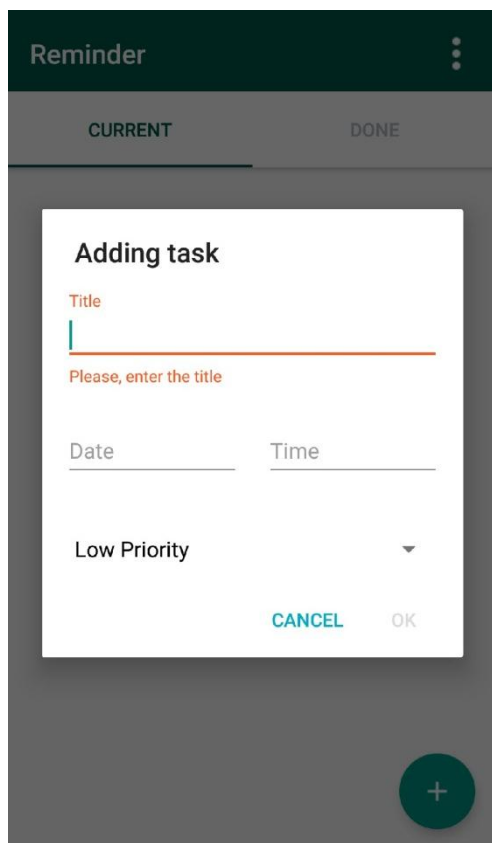 Reminder
CURRENT DONE
Adding task
Title
Please, enter the title
Date Time
Low Priority
CANCEL OK